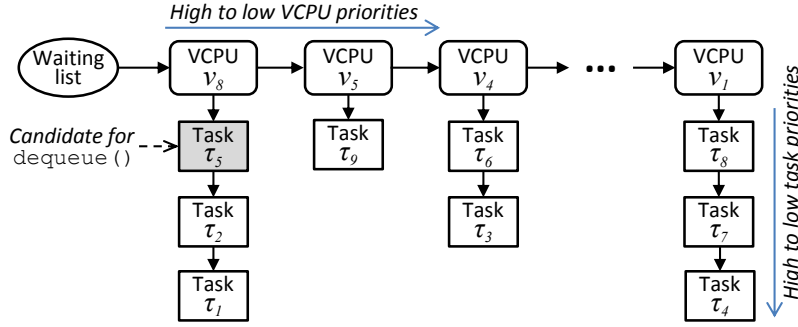 High to low VCPU priorities
Waiting
list
VCPU
v8
VCPU
v5
VCPU
v4
...
VCPU
v1
Candidate for
dequeue()
Task
τ5
Task
τ9
Task
τ6
Task
τ8
Task
τ2
Task
τ3
Task
τ7
Task
τ1
Task
τ4
High to low task priorities